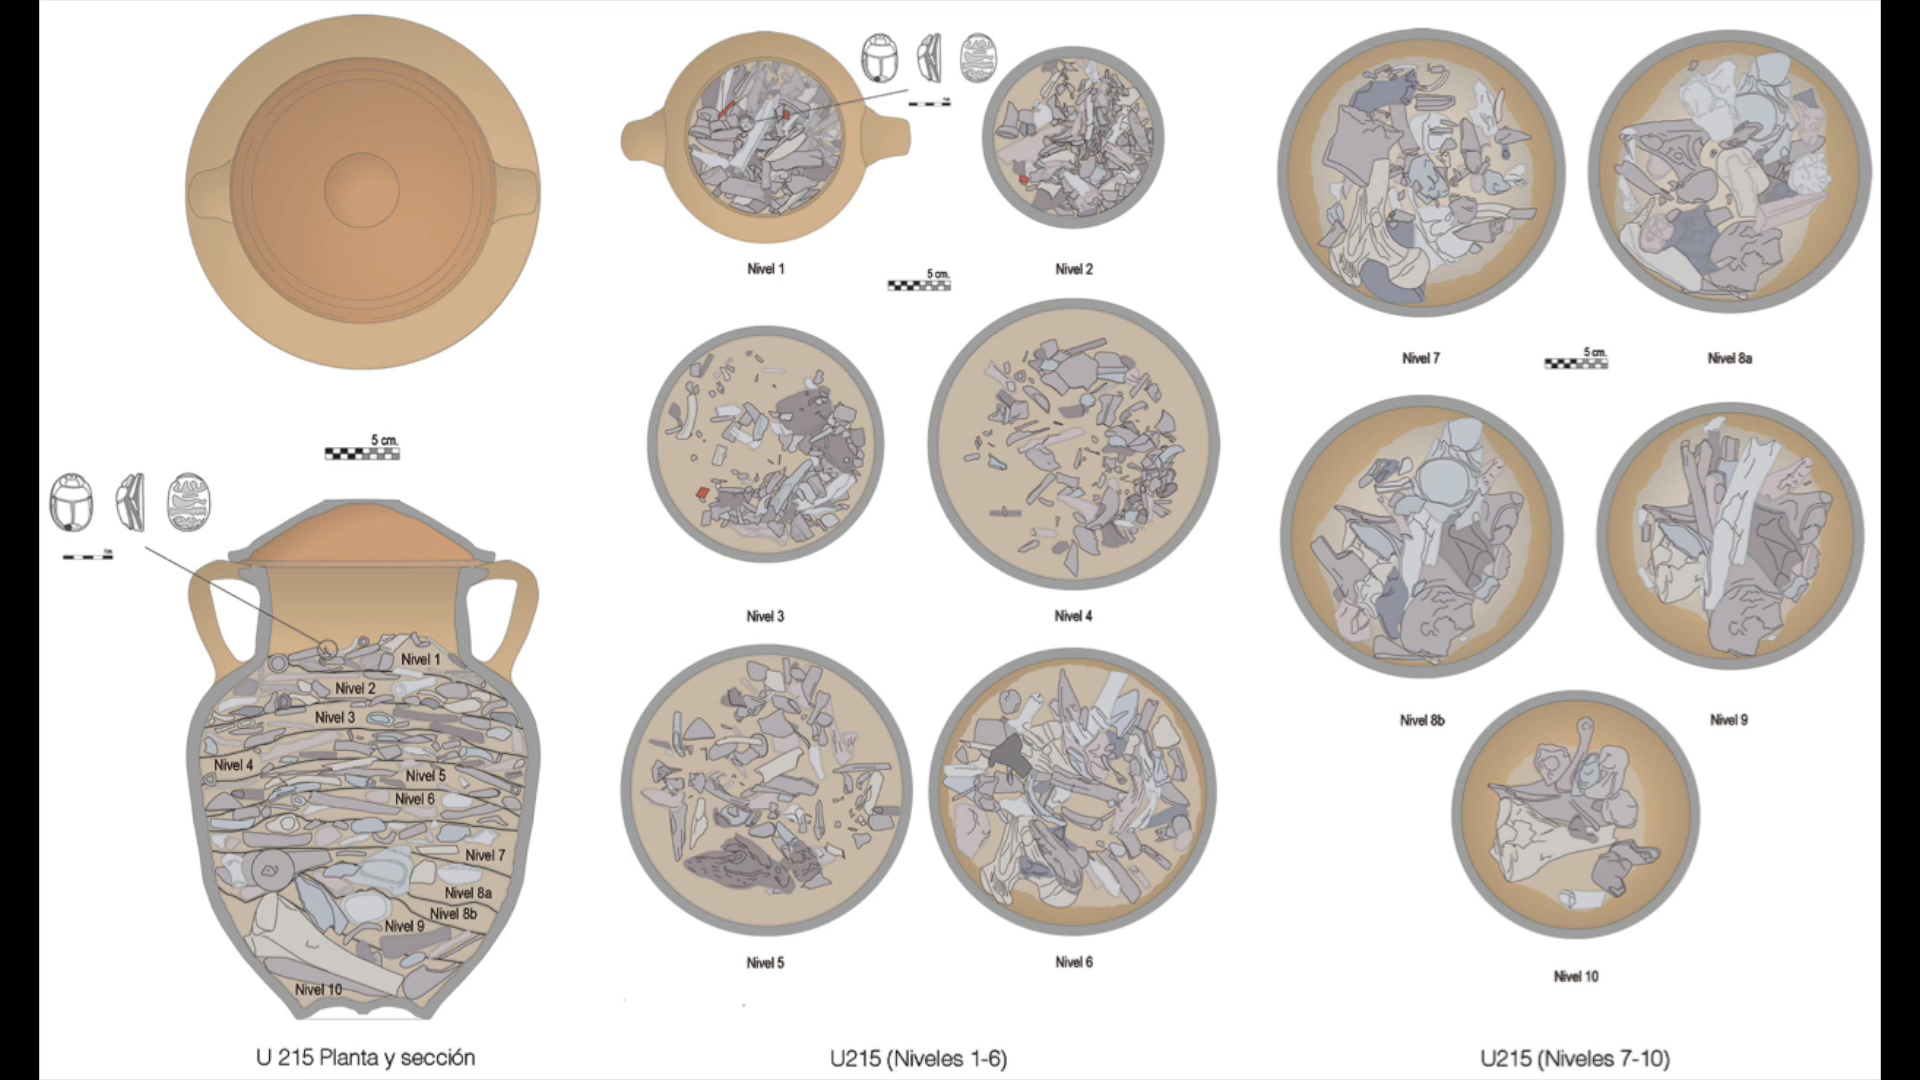 5 cm.
Nivel 1
Nivel 2
Nivel 3
Nivel 4
Nivel 5
Nivel 6
Nivel 7
Nivel 8a
Nivel 8b
Nivel 9
Nivel 10
U 215 Planta y sección
Nivel 1
Nivel 2
5 cm.
Nivel 3
Nivel 4
Nivel 5
Nivel 6
U215 (Niveles 1-6)
Nivel 7
5 cm.
Nivel 8a
Nivel 8b
Nivel 9
Nivel 10
U215 (Niveles 7-10)